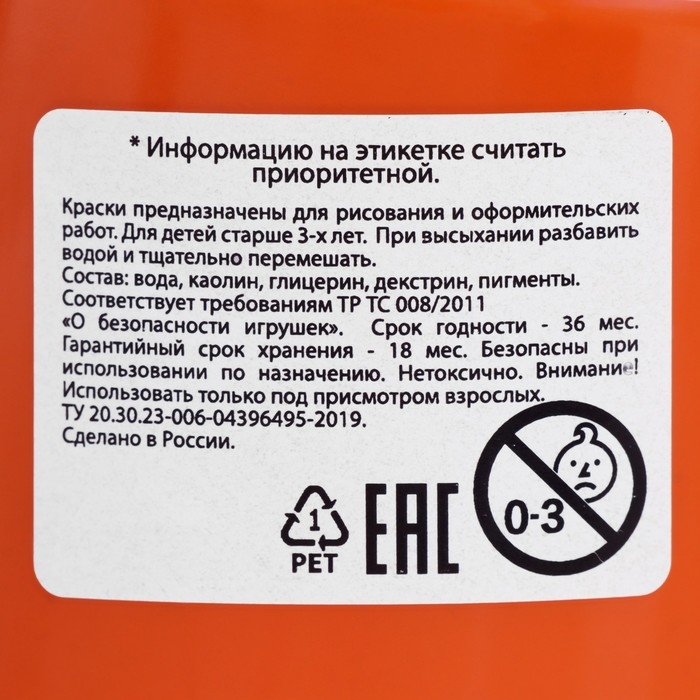 * Информацию на этикетке считать
приоритетной.
Краски предназначены для рисования и оформительских
работ. Для детей старше 3-х лет. При высыхании разбавить
водой и тщательно перемешать.
Состав: вода, каолин, глицерин, декстрин, пигменты.
Соответствует требованиям ТР ТС 008/2011
«О безопасности игрушек». Срок годности - 36 мес.
Гарантийный срок хранения - 18 мес. Безопасны при
использовании по назначению. Нетоксично. Внимание!
Использовать только под присмотром взрослых.
ТУ 20.30.23-006-04396495-2019.
Сделано в России.
1
PET
EAC
0-3